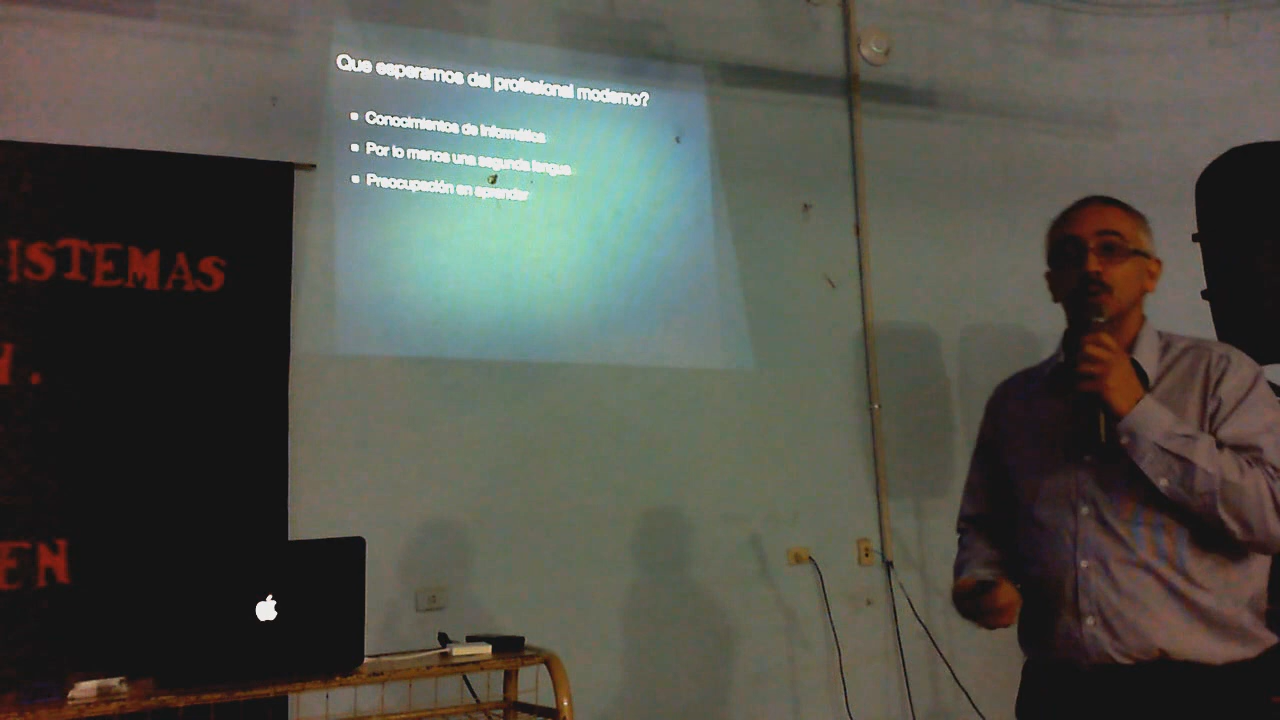 Que esperamos del profesional moderno?
Conocimientos de Informática
Por lo menos una segunda lengua
Preocupación en aprender
ISTEMAS
.
EN